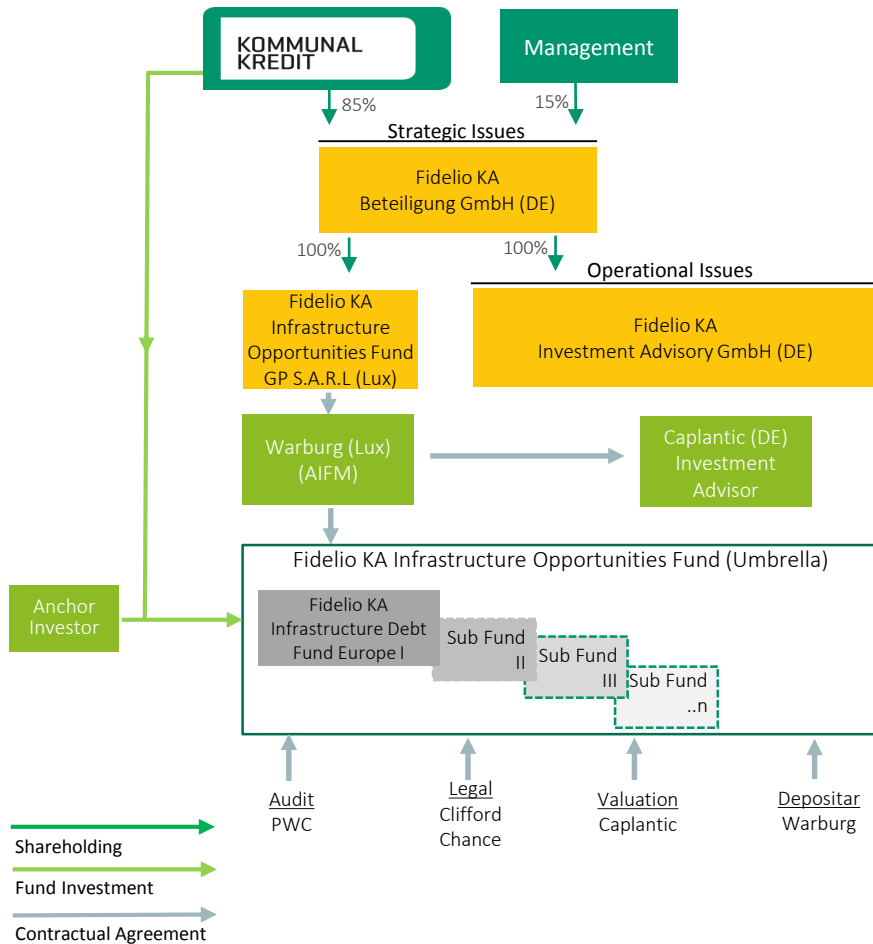 KOMMUNAL
KREDIT
Management
85%
15%
Strategic Issues
Fidelio KA
Beteiligung GmbH (DE)
100%
100%
Operational Issues
Fidelio KA
Infrastructure
Opportunities Fund
GP S.A.R.L (Lux)
Fidelio KA
Investment Advisory GmbH (DE)
Warburg (Lux)
(AIFM)
Caplantic (DE)
Investment
Advisor
Fidelio KA Infrastructure Opportunities Fund (Umbrella)
Anchor
Investor
Fidelio KA
Infrastructure Debt
Fund Europe I
Sub Fund
II
Sub Fund
III
Sub Fund
..n
Audit
PWC
Legal
Clifford
Chance
Valuation
Caplantic
Depositar
Warburg
Shareholding
Fund Investment
Contractual Agreement